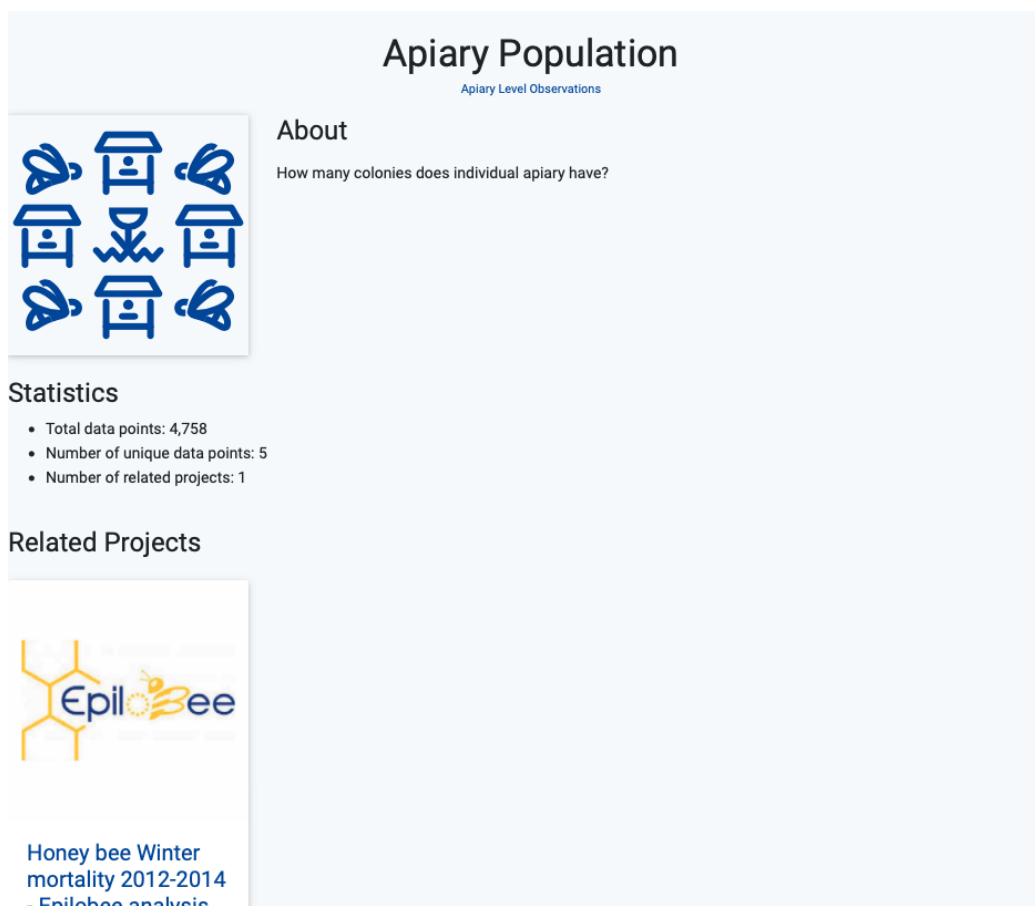 Apiary Population
Apiary Level Observations
About
How many colonies does individual apiary have?
Statistics
Total data points: 4,758
Number of unique data points: 5
Number of related projects: 1
Related Projects
EpiloBee
Honey bee Winter
mortality 2012-2014
- Epilobee analysis